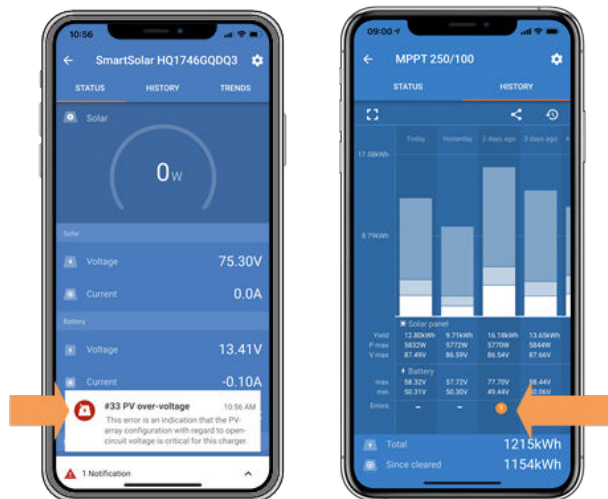 10:56
SmartSolar HQ1746GQDQ3
STATUS HISTORY TRENDS
Solar
0W
Solar
Voltage 75.30V
Current 0.0A
Battery
Voltage 13.41V
Current -0.10A
#33 PV over-voltage 10:56 AM
This error is an indication that the PV-
array configuration with regard to open-
circuit voltage is critical for this charger.
1 Notification
09:00
MPPT 250/100
STATUS HISTORY
Today Yesterday 2 days ago 3 days ago 4
17.58kWh
8.79kWh
Solar panel
Yield 12.80kWh 9.71kWh 16.18kWh 13.65kWh
P max 5832W 5772W 5770W 5844W
V max 87.49V 86.59V 86.54V 87.66V
Battery
max 58.32V 57.72V 77.70V 58.44V
min 50.31V 50.30V 49.44V 50.06V
Errors – – 1
Total 1215kWh
Since cleared 1154kWh